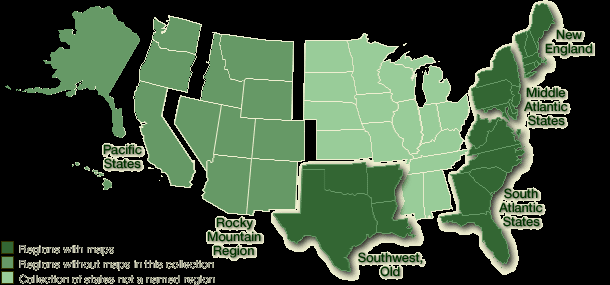 New
England
Middle
Atlantic
States
Pacific
States
South
Atlantic
States
Rocky
Mountain
Region
Southwest,
Old
Regions with maps
Regions without maps in this collection
Collection of states not a named region